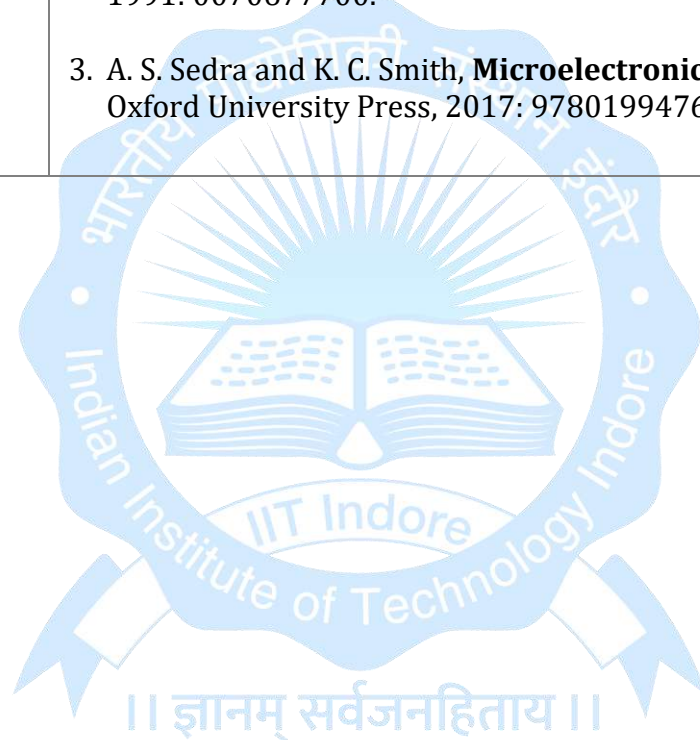 3. A. S. Sedra and K. C. Smith, Microelectronic
Oxford University Press, 2017: 978019947
भारतीय प्रौद्योगिकी संस्थान इंदौर
Indian Institute of Technology Indore
IIT Indore
।। ज्ञानम् सर्वजनहिताय ।।